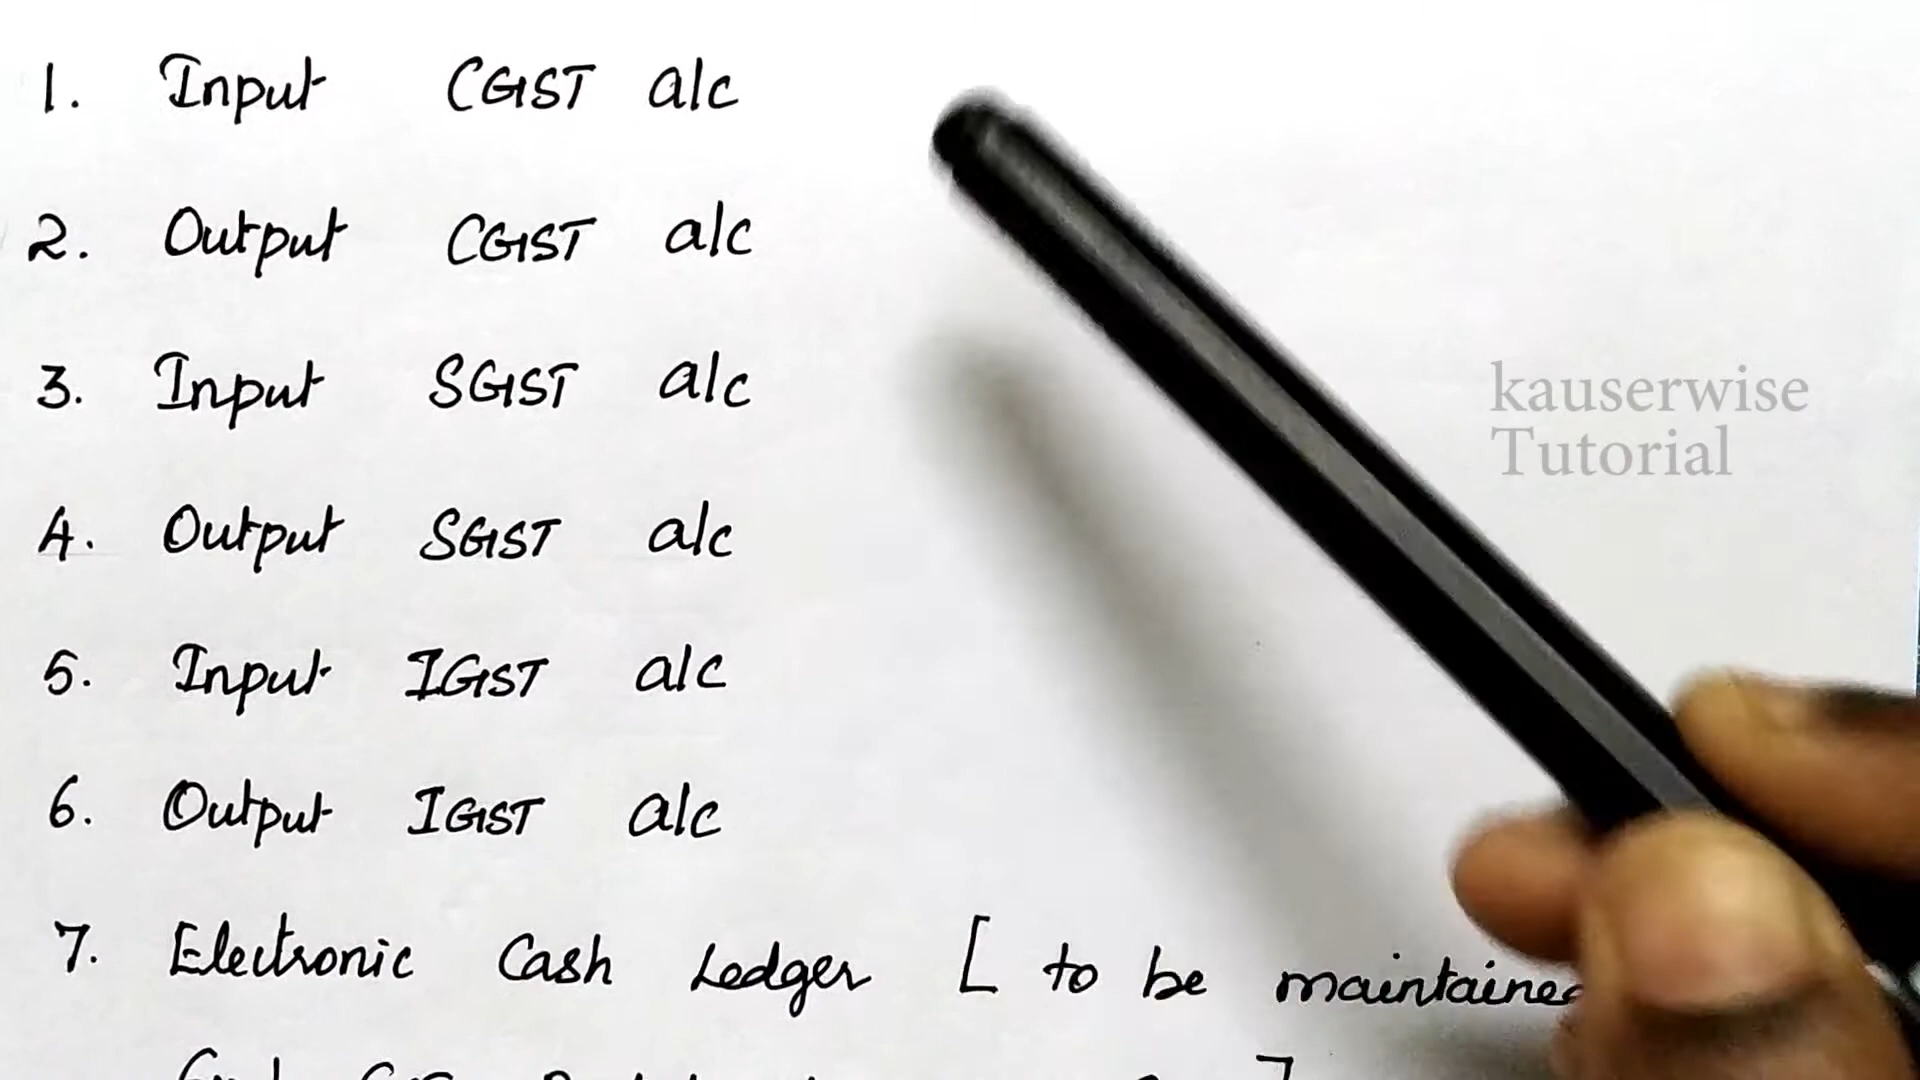 1. Input CGST a/c
2. Output CGST a/c
3. Input SGST a/c
kauserwise
Tutorial
4. Output SGST a/c
5. Input IGST a/c
6. Output IGST a/c
7. Electronic Cash Ledger [ to be maintained